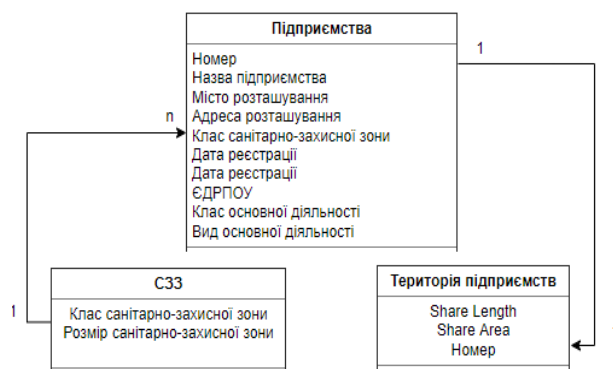 Підприємства
1
Номер
Назва підприємства
Місто розташування
n
Адреса розташування
Клас санітарно-захисної зони
Дата реєстрації
Дата реєстрації
ЄДРПОУ
Клас основної діяльності
Вид основної діяльності
СЗЗ
1
Клас санітарно-захисної зони
Розмір санітарно-захисної зони
Територія підприємств
Share Length
Share Area
Номер